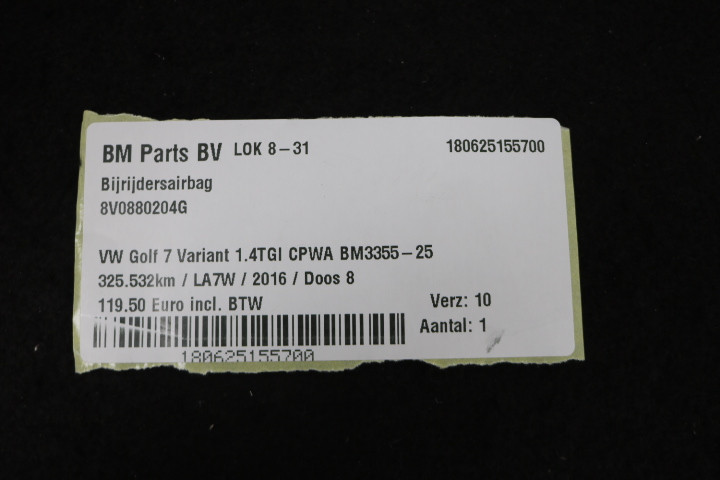 BM Parts BV LOK 8-31 180625155700
Bijrijdersairbag
8V0880204G
VW Golf 7 Variant 1.4TGI CPWA BM3355-25
325.532km / LA7W / 2016 / Doos 8
119.50 Euro incl. BTW Verz: 10
Aantal: 1
180625155700